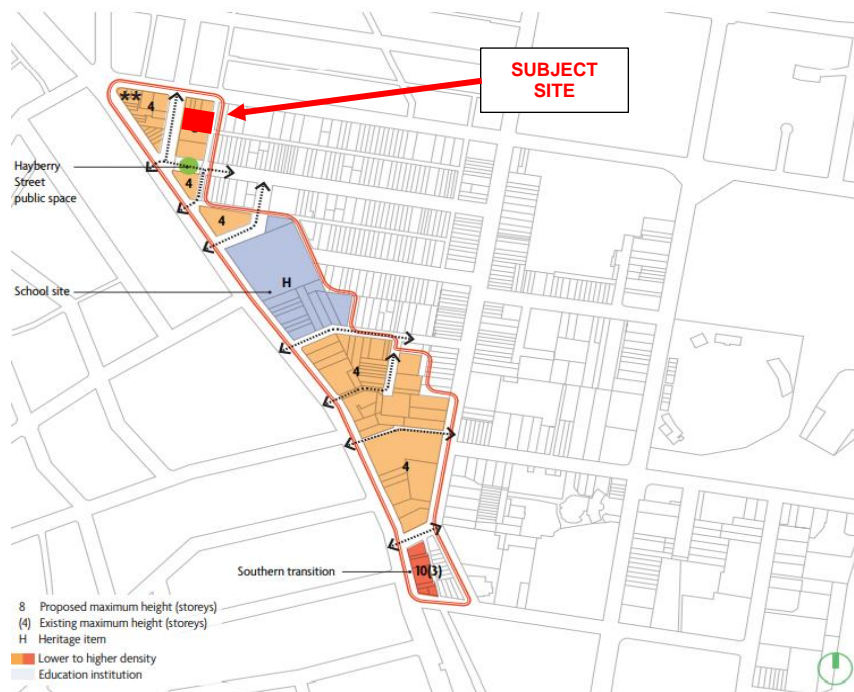 SUBJECT
SITE
**
4
Hayberry
Street
public space
4
4
School site
H
4
4
Southern transition
10(3)
8 Proposed maximum height (storeys)
(4) Existing maximum height (storeys)
H Heritage item
Lower to higher density
Education institution